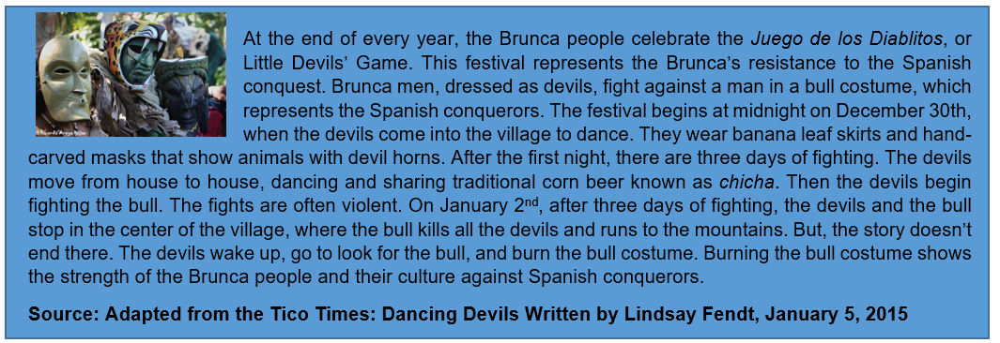 At the end of every year, the Brunca people celebrate the Juego de los Diablitos, or
Little Devils’ Game. This festival represents the Brunca’s resistance to the Spanish
conquest. Brunca men, dressed as devils, fight against a man in a bull costume, which
represents the Spanish conquerors. The festival begins at midnight on December 30th,
when the devils come into the village to dance. They wear banana leaf skirts and hand-
carved masks that show animals with devil horns. After the first night, there are three days of fighting. The devils
move from house to house, dancing and sharing traditional corn beer known as chicha. Then the devils begin
fighting the bull. The fights are often violent. On January 2nd, after three days of fighting, the devils and the bull
stop in the center of the village, where the bull kills all the devils and runs to the mountains. But, the story doesn’t
end there. The devils wake up, go to look for the bull, and burn the bull costume. Burning the bull costume shows
the strength of the Brunca people and their culture against Spanish conquerors.
Source: Adapted from the Tico Times: Dancing Devils Written by Lindsay Fendt, January 5, 2015